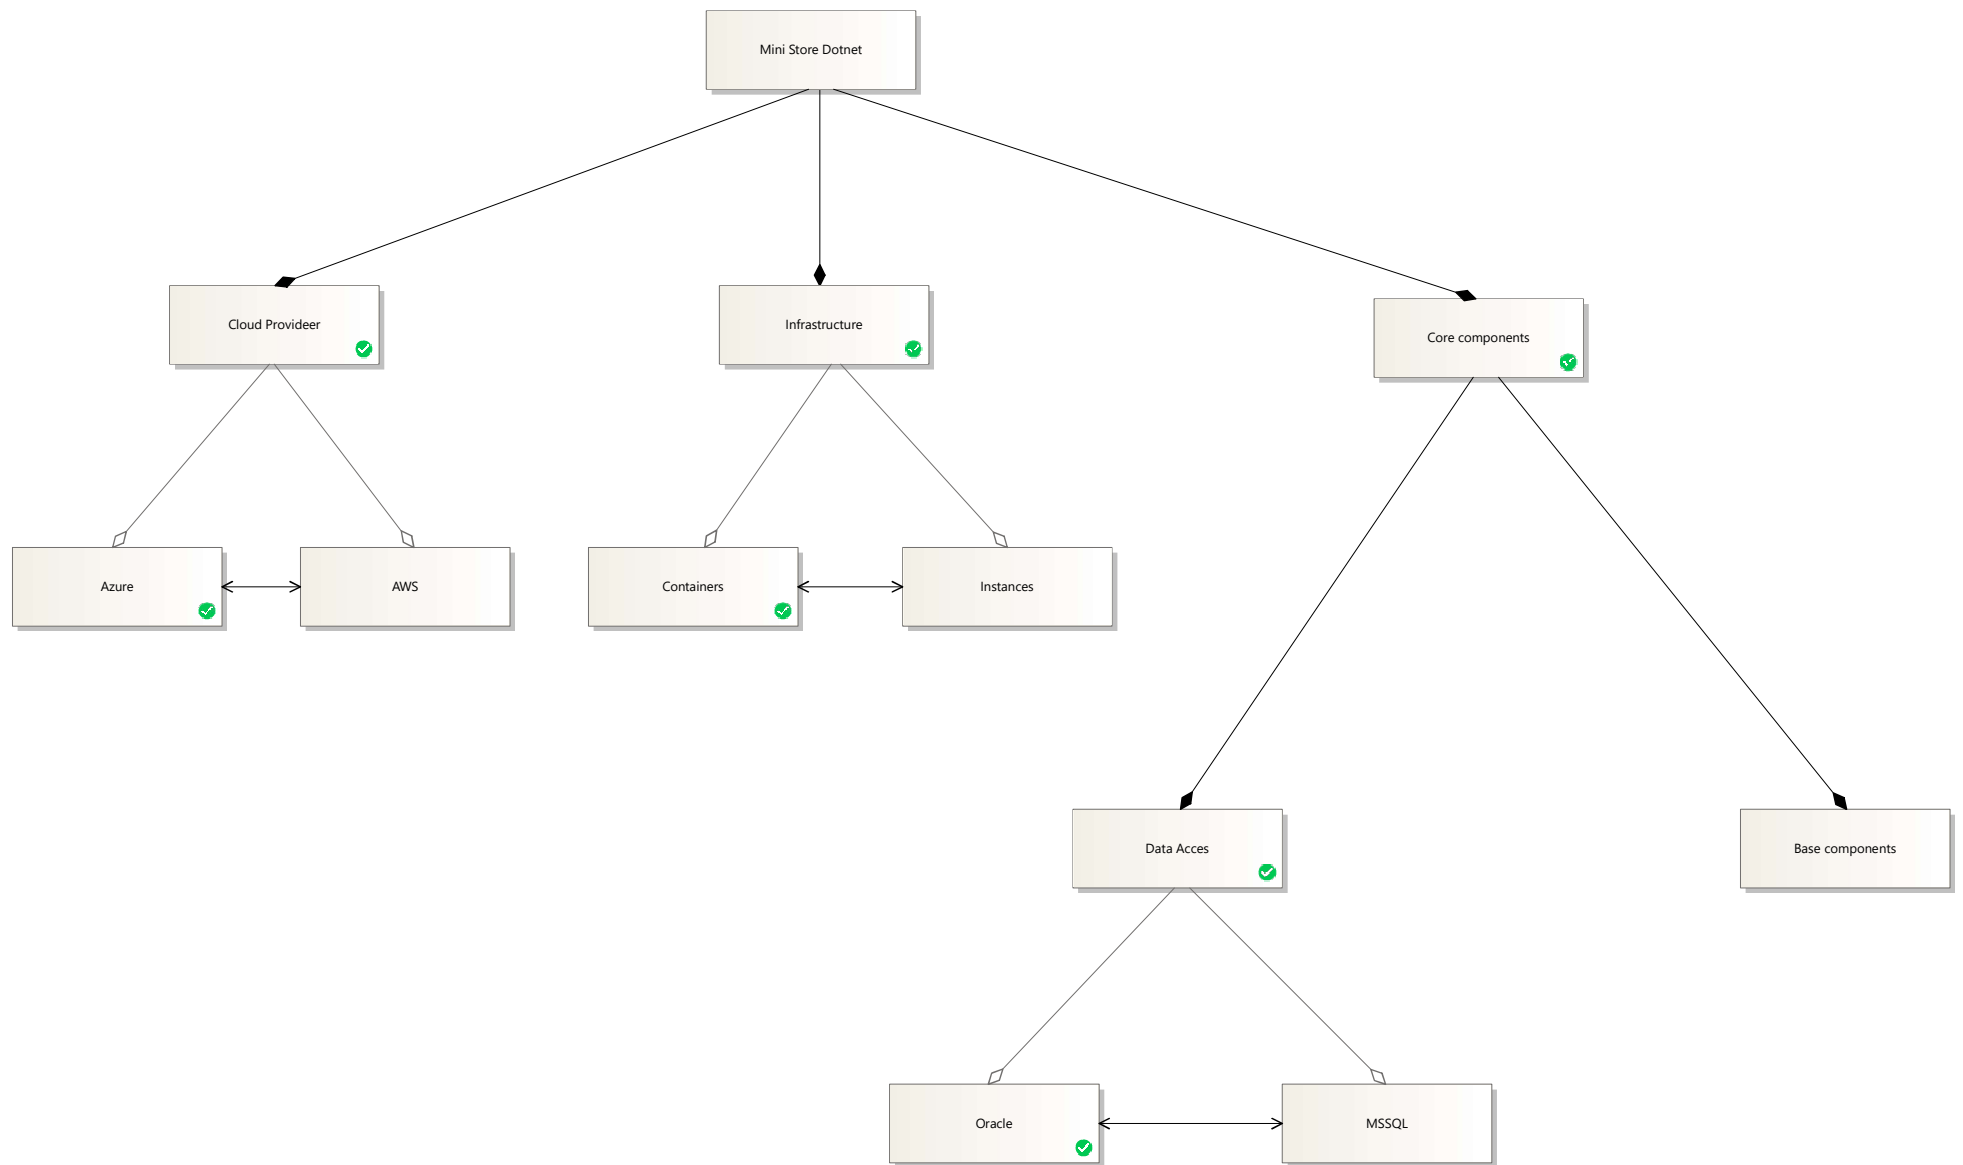 Mini Store Dotnet
Cloud Provideer
Infrastructure
Core components
Azure
AWS
Containers
Instances
Data Acces
Base components
Oracle
MSSQL